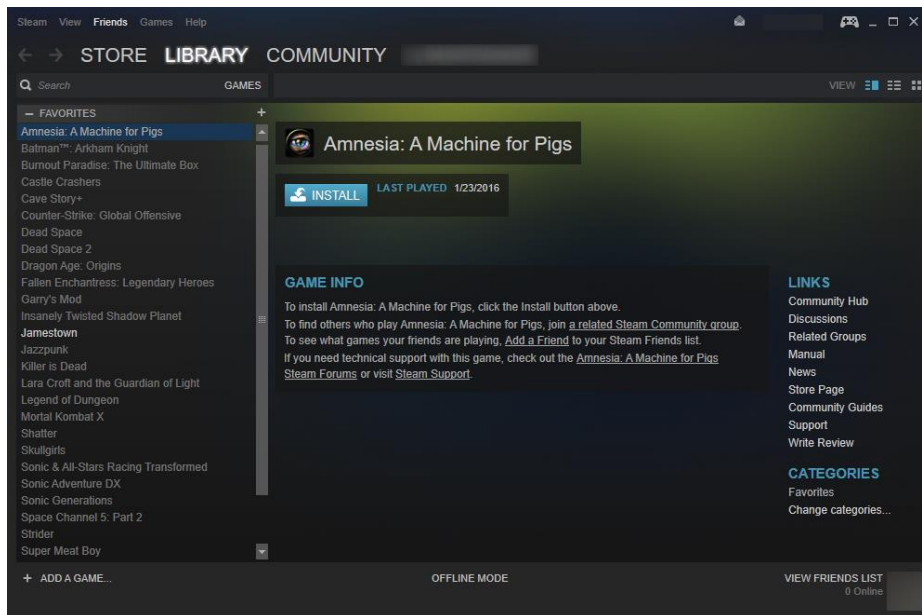 Steam View Friends Games Help
STORE LIBRARY COMMUNITY
Search GAMES VIEW
− FAVORITES +
Amnesia: A Machine for Pigs
Batman™: Arkham Knight
Burnout Paradise: The Ultimate Box
Castle Crashers
Cave Story+
Counter-Strike: Global Offensive
Dead Space
Dead Space 2
Dragon Age: Origins
Fallen Enchantress: Legendary Heroes
Garry's Mod
Insanely Twisted Shadow Planet
Jamestown
Jazzpunk
Killer is Dead
Lara Croft and the Guardian of Light
Legend of Dungeon
Mortal Kombat X
Shatter
Skullgirls
Sonic & All-Stars Racing Transformed
Sonic Adventure DX
Sonic Generations
Space Channel 5: Part 2
Strider
Super Meat Boy
Amnesia: A Machine for Pigs
INSTALL LAST PLAYED 1/23/2016
GAME INFO
To install Amnesia: A Machine for Pigs, click the Install button above.
To find others who play Amnesia: A Machine for Pigs, join a related Steam Community group.
To see what games your friends are playing, Add a Friend to your Steam Friends list.
If you need technical support with this game, check out the Amnesia: A Machine for Pigs
Steam Forums or visit Steam Support.
LINKS
Community Hub
Discussions
Related Groups
Manual
News
Store Page
Community Guides
Support
Write Review
CATEGORIES
Favorites
Change categories...
+ ADD A GAME... OFFLINE MODE VIEW FRIENDS LIST
0 Online